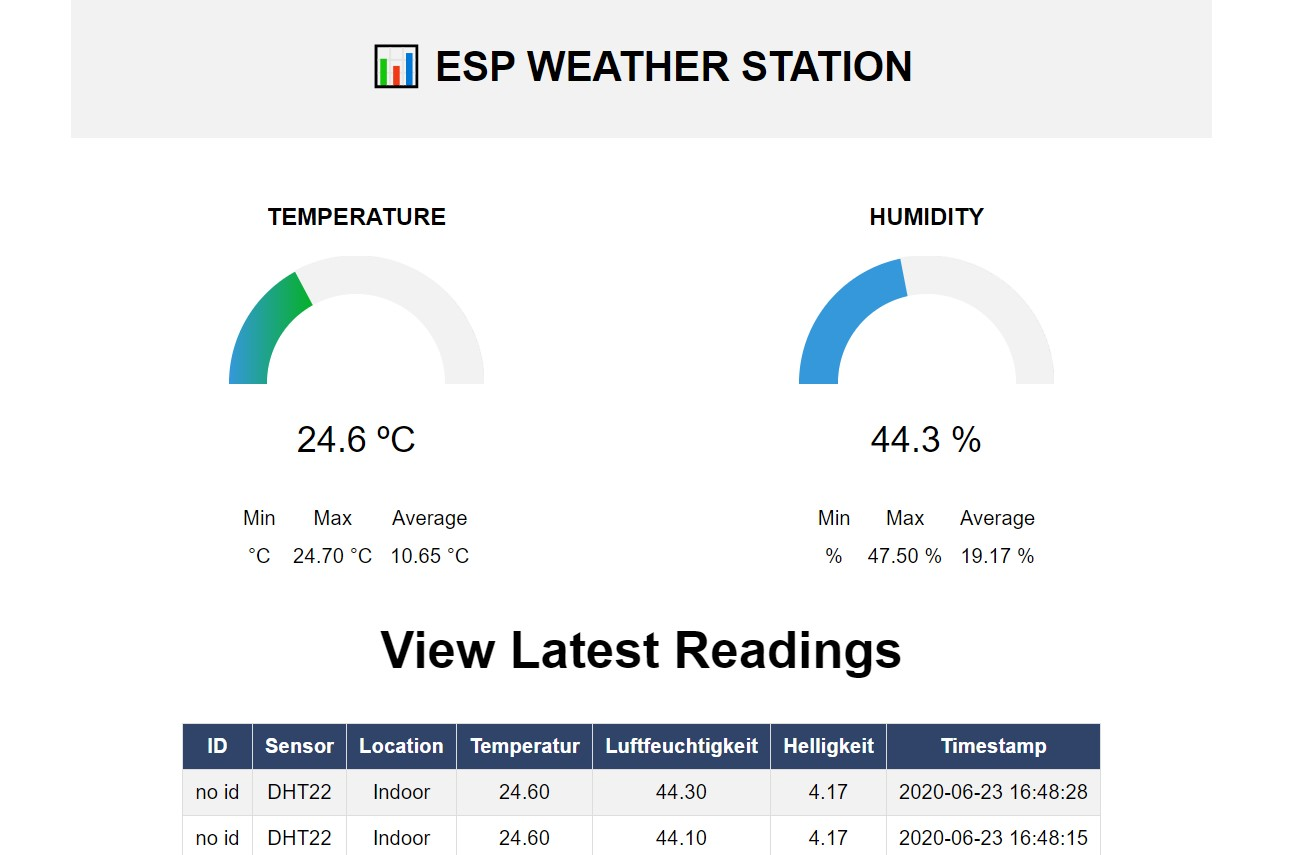 ESP WEATHER STATION
TEMPERATURE HUMIDITY
24.6 ºC 44.3 %
Min Max Average Min Max Average
°C 24.70 °C 10.65 °C % 47.50 % 19.17 %
View Latest Readings
ID Sensor Location Temperatur Luftfeuchtigkeit Helligkeit Timestamp
no id DHT22 Indoor 24.60 44.30 4.17 2020-06-23 16:48:28
no id DHT22 Indoor 24.60 44.10 4.17 2020-06-23 16:48:15